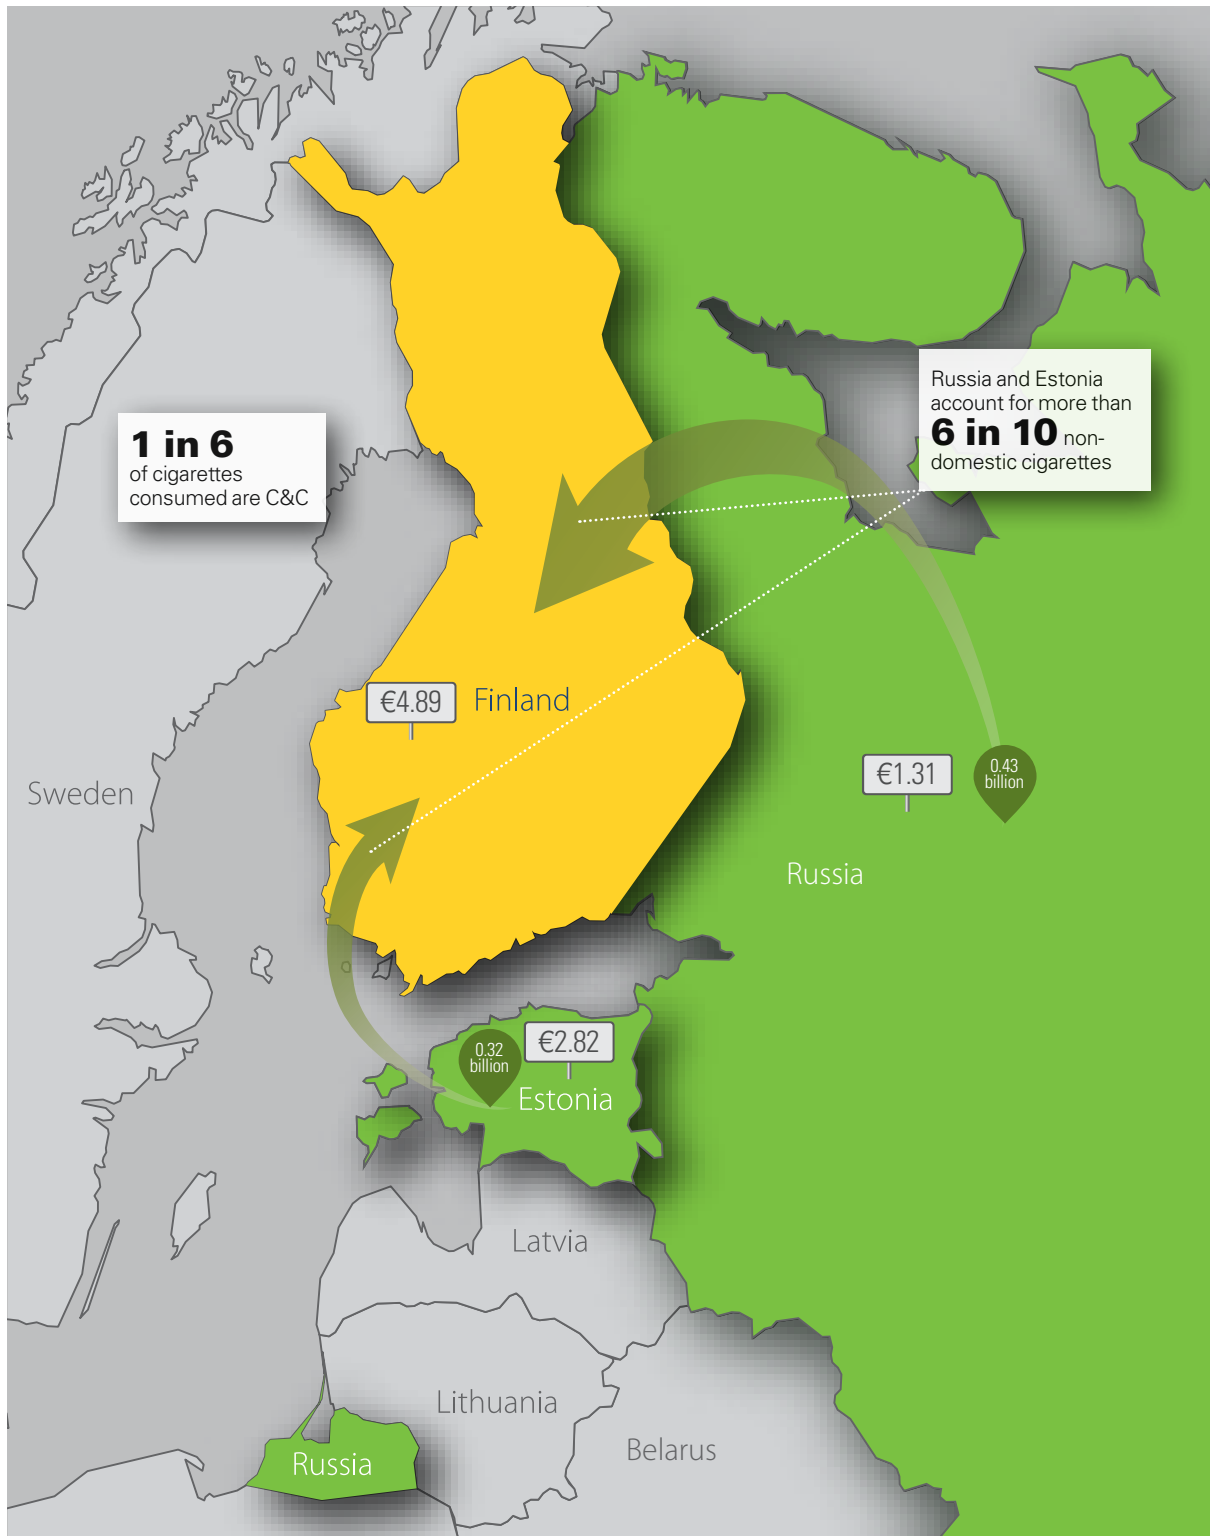 1 in 6
of cigarettes
consumed are C&C
Russia and Estonia
account for more than
6 in 10 non-
domestic cigarettes
€4.89
Finland
Sweden
€1.31
0.43
billion
Russia
0.32
billion
€2.82
Estonia
Latvia
Lithuania
Belarus
Russia